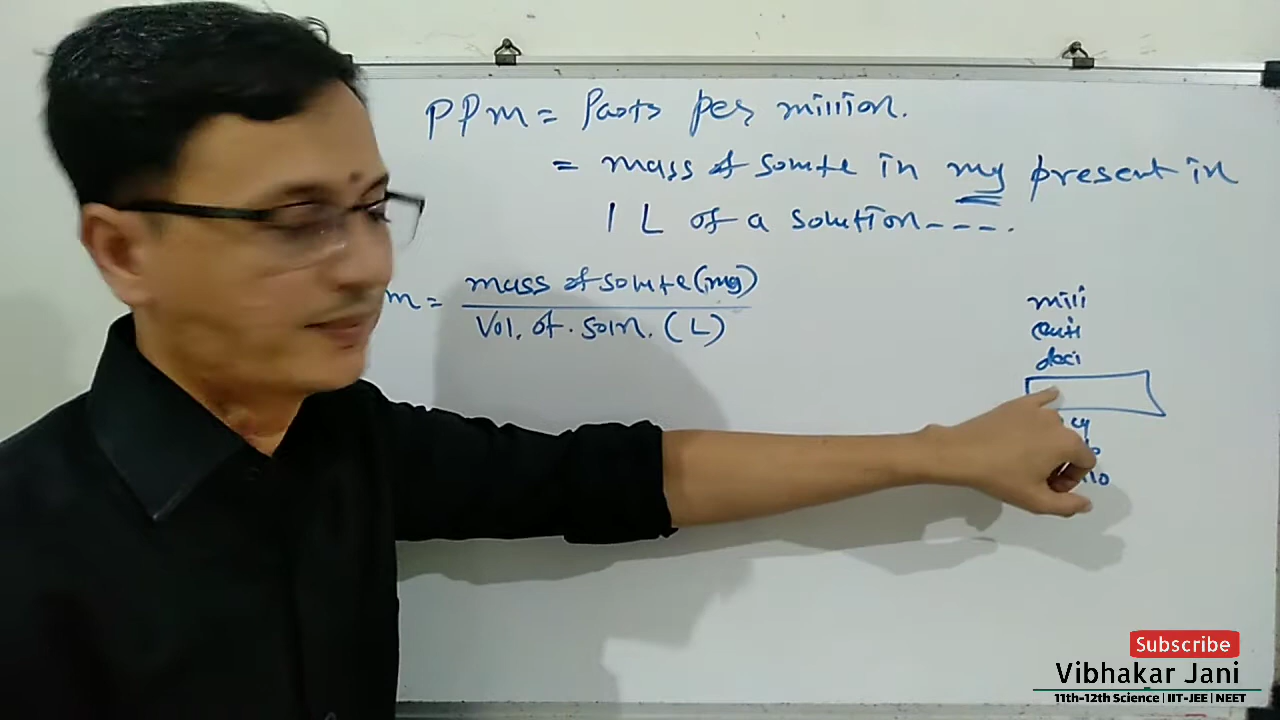 PPm = Parts per million.
= mass of solute in mg present in
1 L of a solution---.
m = mass of solute (mg)
Vol. of. soln. (L)
mili
centi
deci
Subscribe
Vibhakar Jani
11th-12th Science | IIT-JEE | NEET